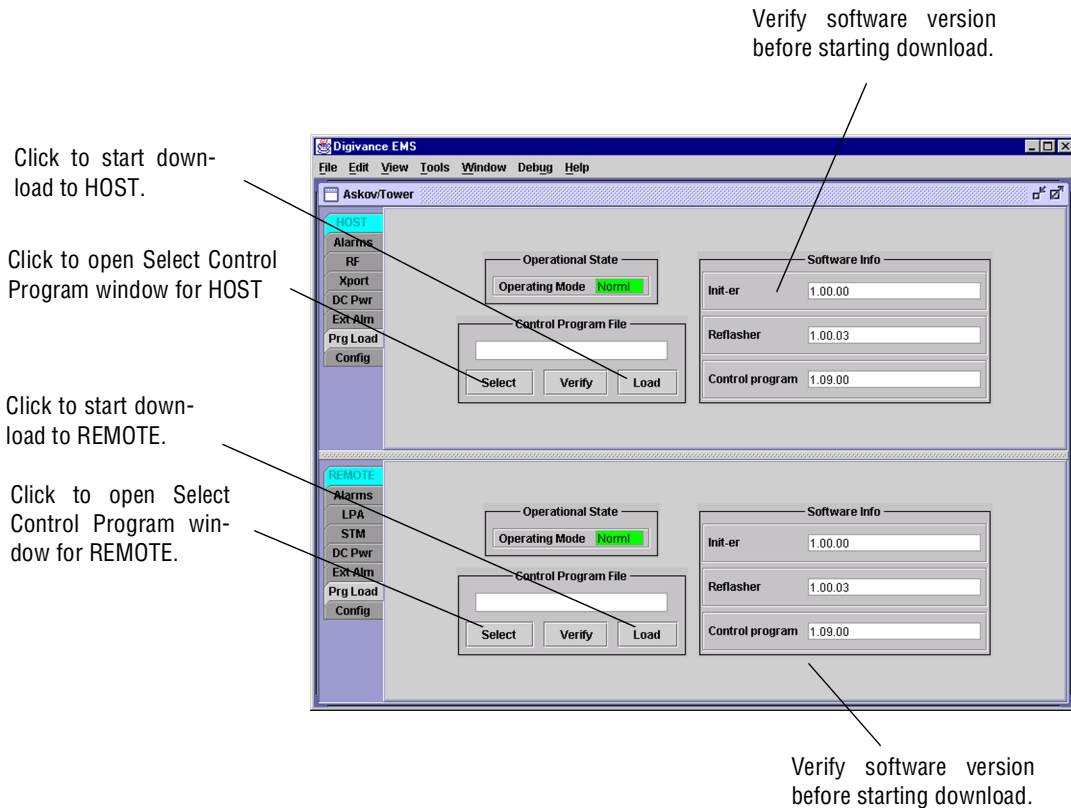 Verify software version
before starting download.
Click to start down-
load to HOST.
Click to open Select Control
Program window for HOST
Click to start down-
load to REMOTE.
Click to open Select
Control Program win-
dow for REMOTE.
Digivance EMS
File Edit View Tools Window Debug Help
Askov/Tower
HOST
Alarms
RF
Xport
DC Pwr
Ext Alm
Prg Load
Config
Operational State
Operating Mode Norml
Control Program File
Select Verify Load
Software Info
Init-er 1.00.00
Reflasher 1.00.03
Control program 1.09.00
REMOTE
Alarms
LPA
STM
DC Pwr
Ext Alm
Prg Load
Config
Operational State
Operating Mode Norml
Control Program File
Select Verify Load
Software Info
Init-er 1.00.00
Reflasher 1.00.03
Control program 1.09.00
Verify software version
before starting download.